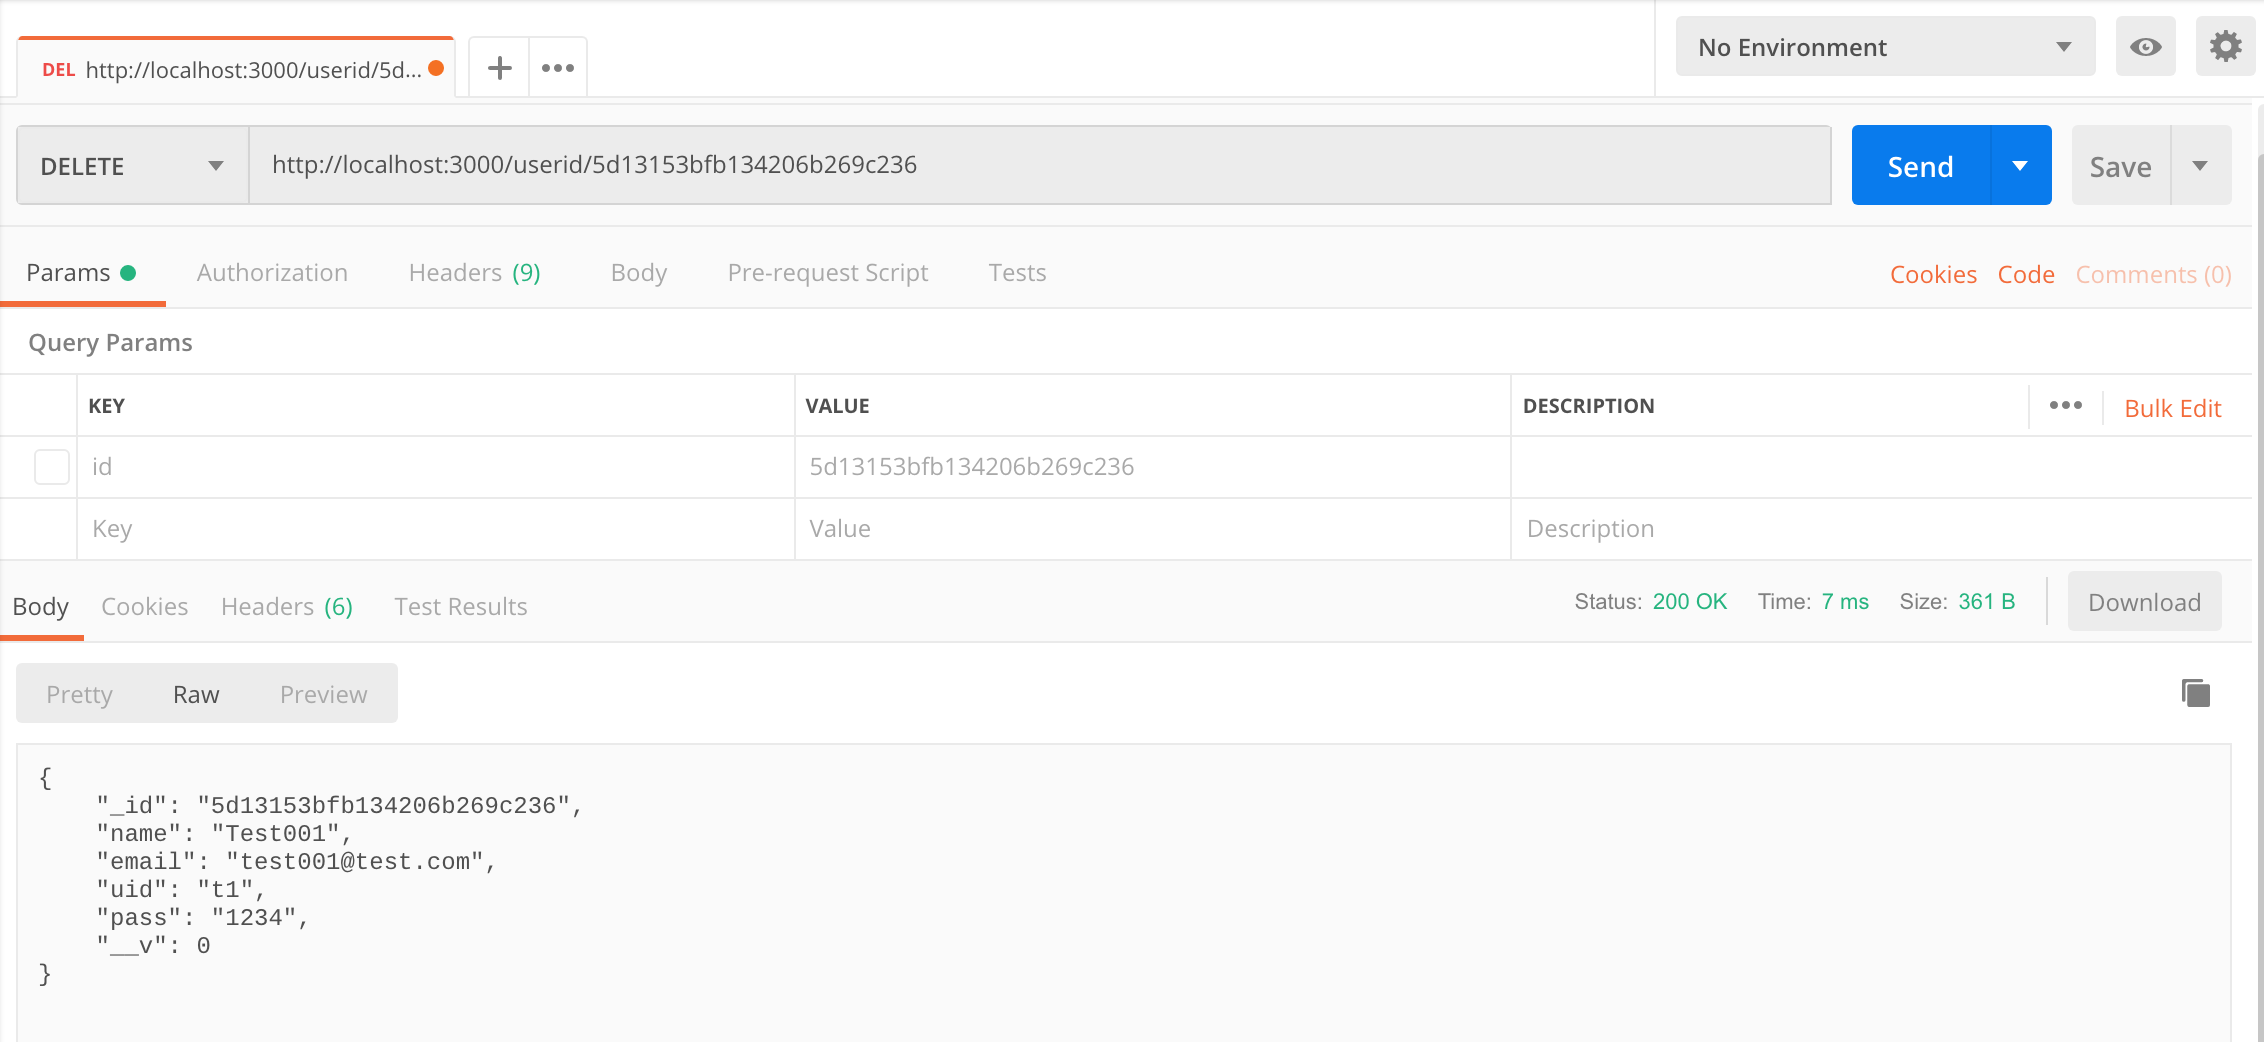 DEL http://localhost:3000/userid/5d...
No Environment
DELETE http://localhost:3000/userid/5d13153bfb134206b269c236 Send Save
Params Authorization Headers (9) Body Pre-request Script Tests Cookies Code Comments (0)
Query Params
KEY VALUE DESCRIPTION Bulk Edit
id 5d13153bfb134206b269c236
Key Value Description
Body Cookies Headers (6) Test Results Status: 200 OK Time: 7 ms Size: 361 B Download
Pretty Raw Preview
{
    "_id": "5d13153bfb134206b269c236",
    "name": "Test001",
    "email": "test001@test.com",
    "uid": "t1",
    "pass": "1234",
    "__v": 0
}